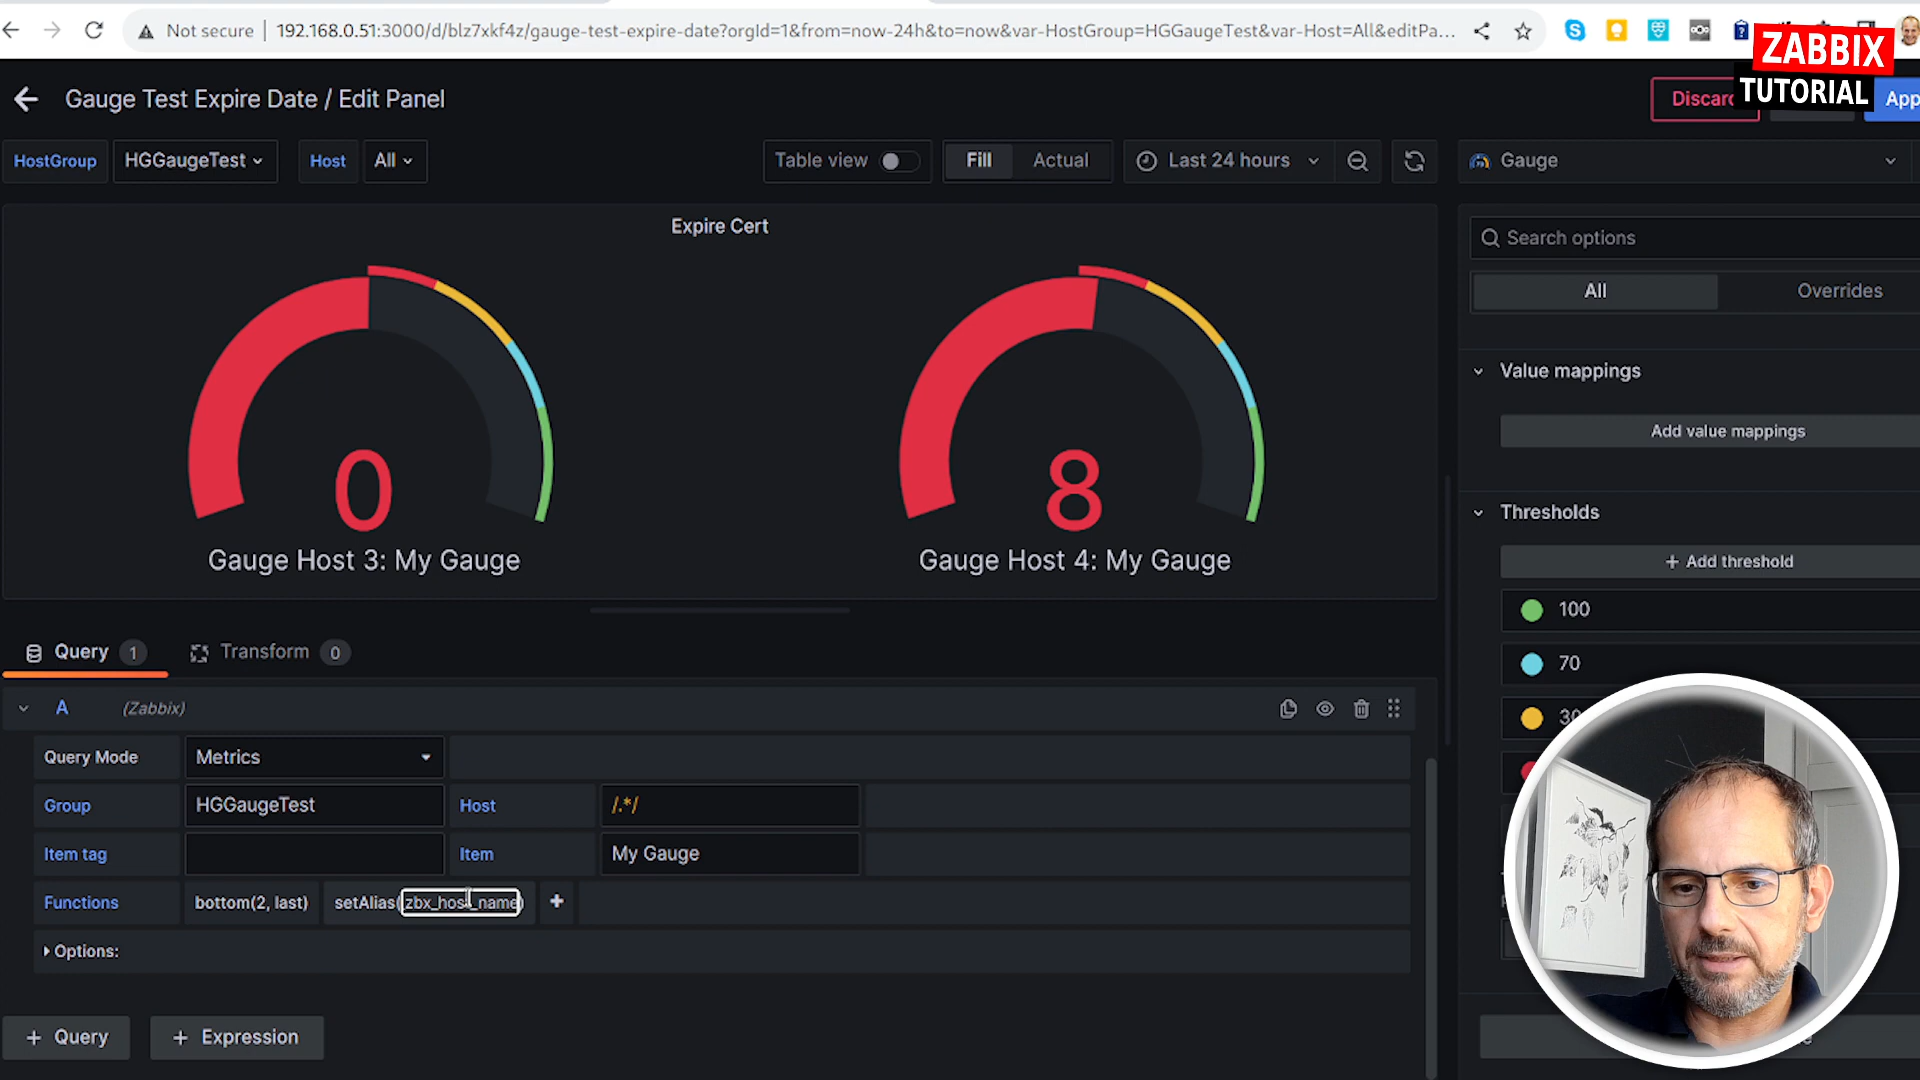 Not secure
192.168.0.51:3000/d/blz7xkf4z/gauge-test-expire-date?orgId=1&from=now-24h&to=now&var-HostGroup=HGGaugeTest&var-Host=All&editPa...
ZABBIX
TUTORIAL
Gauge Test Expire Date / Edit Panel
Discard
App
HostGroup
HGGaugeTest
Host
All
Table view
Fill
Actual
Last 24 hours
Gauge
Expire Cert
Search options
All
Overrides
Value mappings
Add value mappings
Thresholds
+ Add threshold
100
70
30
0
8
Gauge Host 3: My Gauge
Gauge Host 4: My Gauge
Query 1
Transform 0
A (Zabbix)
Query Mode
Metrics
Group
HGGaugeTest
Host
/.*/
Item tag
Item
My Gauge
Functions
bottom(2, last)
setAlias(zbx_host_name)
+
Options:
+ Query
+ Expression